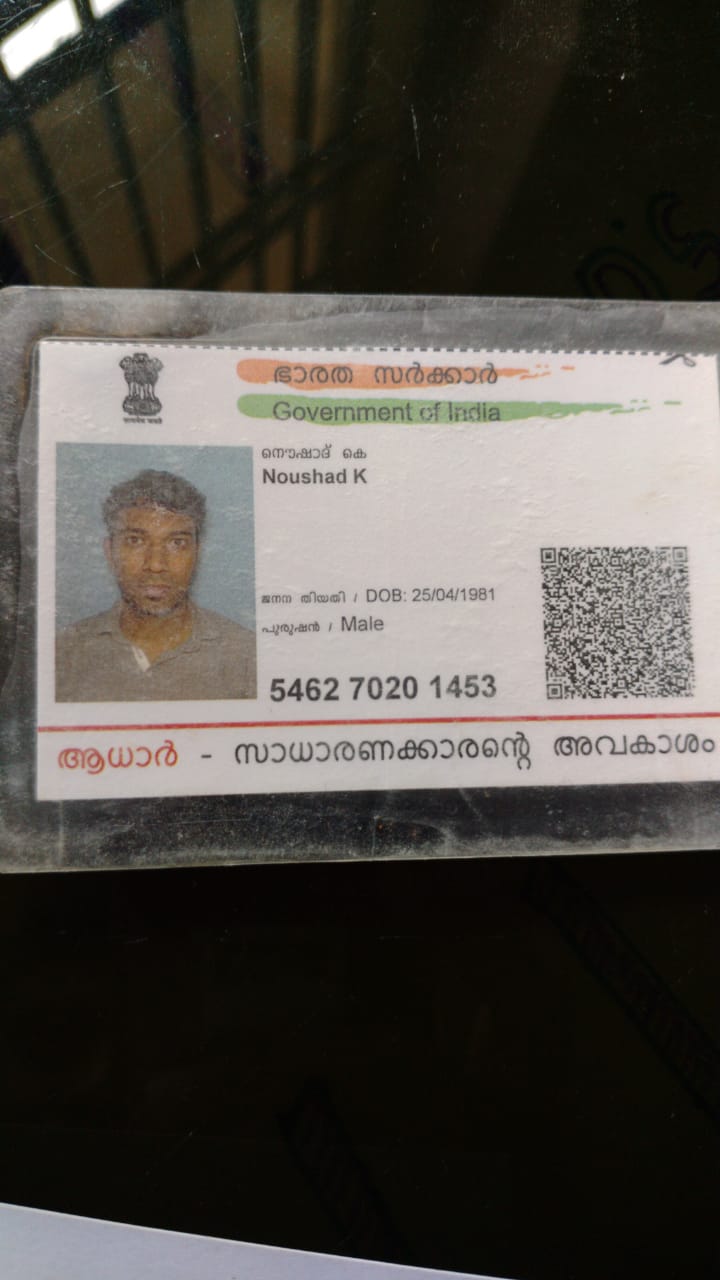 ഭാരത സർക്കാർ
Government of India
നൌഷാദ് കെ
Noushad K
ജനന തിയതി / DOB: 25/04/1981
പുരുഷൻ / Male
5462 7020 1453
ആധാർ - സാധാരണക്കാരന്റെ അവകാശം